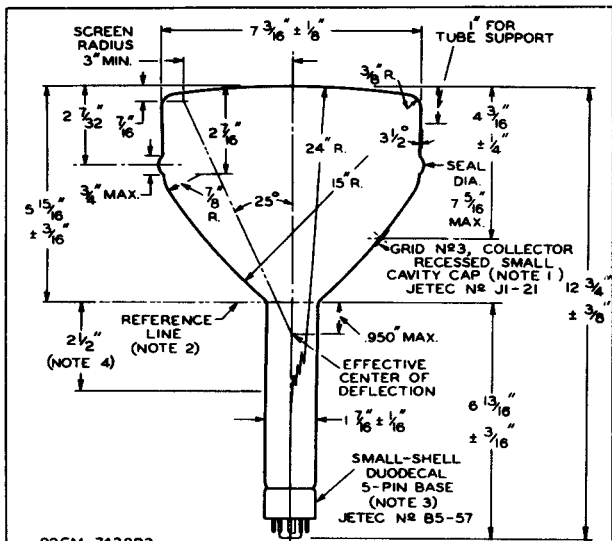 SCREEN
RADIUS
3" MIN.
7 3/16" ± 1/8"
1" FOR
TUBE SUPPORT
3/8" R.
2 7/32"
7/16"
2 7/16"
24" R.
3 1/2°
4 3/16"
± 1/4"
SEAL
DIA.
7 5/16"
MAX.
3/4" MAX.
7/8"
R.
25°
15" R.
5 15/16"
± 3/16"
GRID Nº3, COLLECTOR
RECESSED SMALL
CAVITY CAP (NOTE 1)
JETEC Nº J1-21
12 3/4"
± 3/8"
REFERENCE
LINE
(NOTE 2)
.950" MAX.
2 1/2"
(NOTE 4)
EFFECTIVE
CENTER OF
DEFLECTION
1 7/16" ± 1/16"
6 13/16"
± 3/16"
SMALL-SHELL
DUODECAL
5-PIN BASE
(NOTE 3)
JETEC Nº B5-57